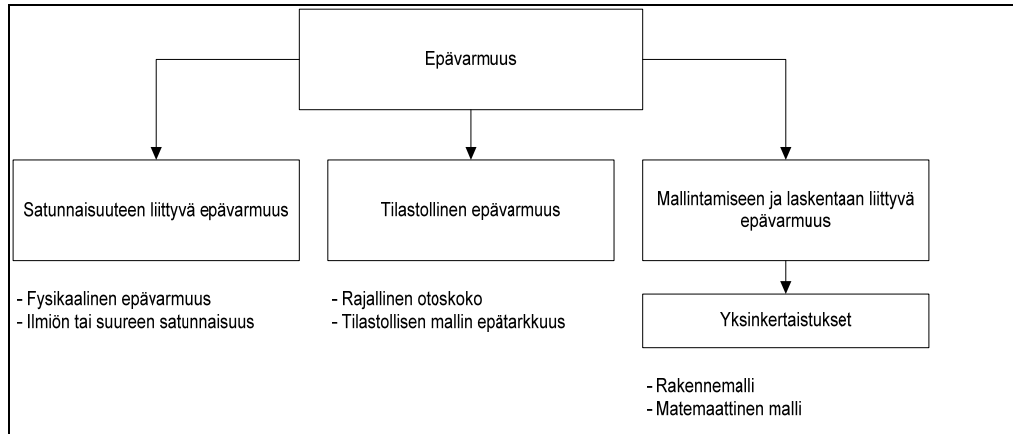 Epävarmuus
Satunnaisuuteen liittyvä epävarmuus
Tilastollinen epävarmuus
Mallintamiseen ja laskentaan liittyvä
epävarmuus
- Fysikaalinen epävarmuus
- Ilmiön tai suureen satunnaisuus
- Rajallinen otoskoko
- Tilastollisen mallin epätarkkuus
Yksinkertaistukset
- Rakennemalli
- Matemaattinen malli